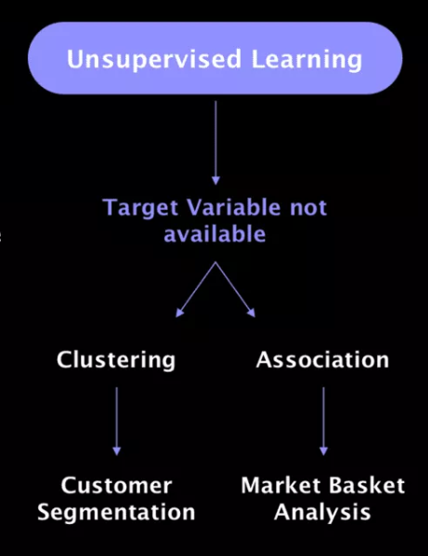 Unsupervised Learning
Target Variable not
available
Clustering
Association
Customer
Segmentation
Market Basket
Analysis